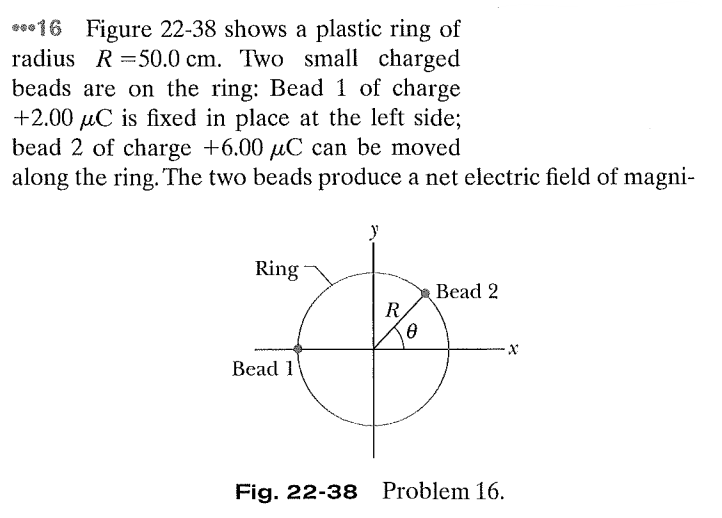 •••16 Figure 22-38 shows a plastic ring of
radius R = 50.0 cm. Two small charged
beads are on the ring: Bead 1 of charge
+2.00 μC is fixed in place at the left side;
bead 2 of charge +6.00 μC can be moved
along the ring. The two beads produce a net electric field of magni-
y
Ring
Bead 2
R
θ
x
Bead 1
Fig. 22-38 Problem 16.